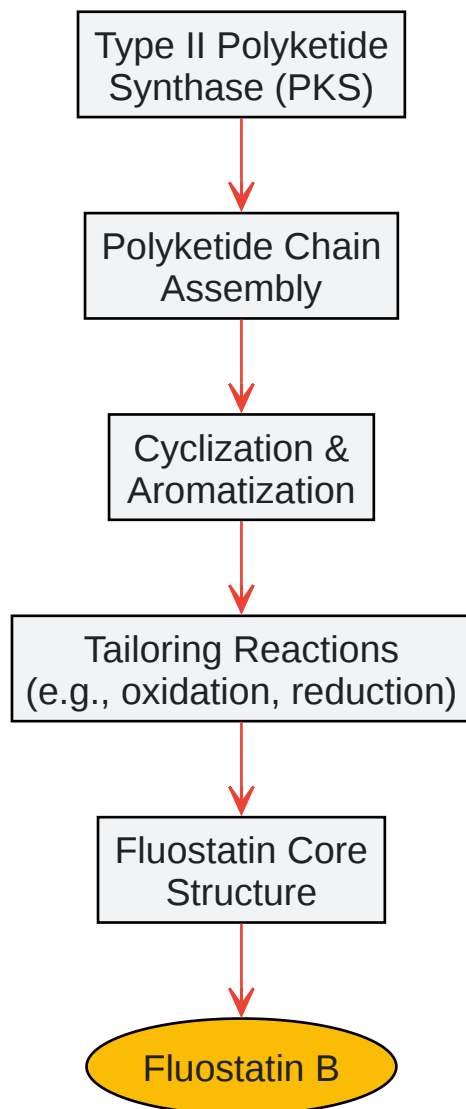 Type II Polyketide
Synthase (PKS)
Polyketide Chain
Assembly
Cyclization &
Aromatization
Tailoring Reactions
(e.g., oxidation, reduction)
Fluostatin Core
Structure
Fluostatin B